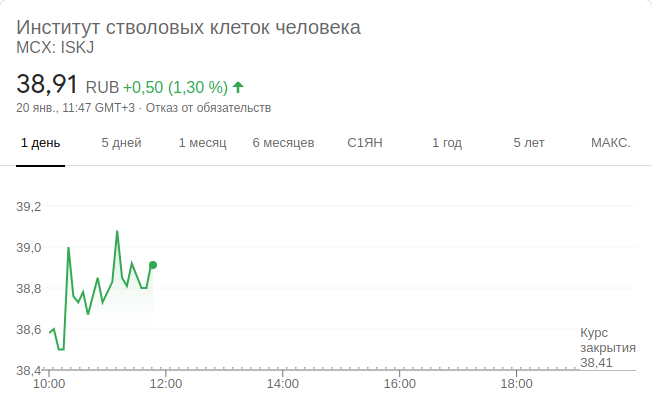 Институт стволовых клеток человека
MCX: ISKJ
38,91 RUB +0,50 (1,30 %)
20 янв., 11:47 GMT+3 · Отказ от обязательств
1 день 5 дней 1 месяц 6 месяцев С1ЯН 1 год 5 лет МАКС.
39,2
39,0
38,8
38,6
38,4
Курс
закрытия
38,41
10:00 12:00 14:00 16:00 18:00